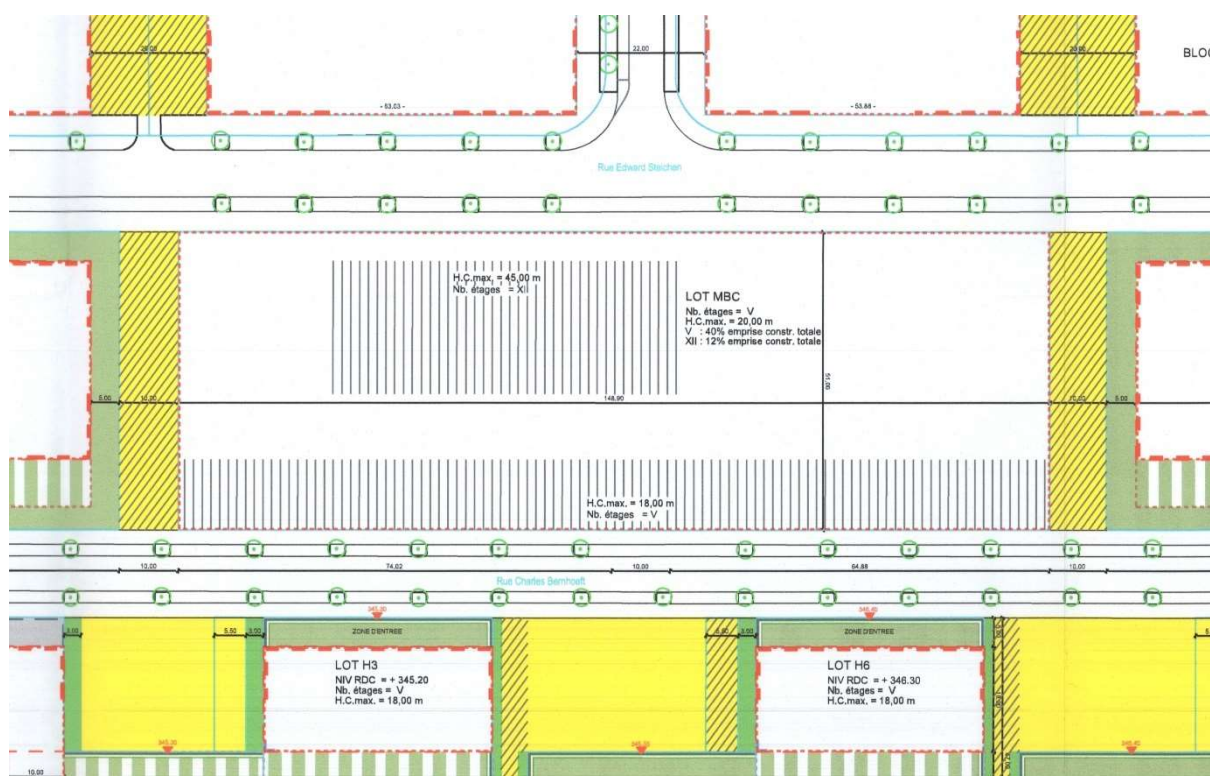 22,00
BLOC
- 53,03 -
- 53,88 -
Rue Edward Steichen
H.C.max. = 45,00 m
Nb. étages = XII
LOT MBC
Nb. étages = V
H.C.max. = 20,00 m
V : 40% emprise constr. totale
XII : 12% emprise constr. totale
51,00
5,00
10,00
148,90
10,00
5,00
H.C.max. = 18,00 m
Nb. étages = V
10,00
74,02
10,00
64,88
10,00
Rue Charles Bernhoeft
345,30
346,40
3,00
5,50
3,00
ZONE D'ENTREE
3,00
ZONE D'ENTREE
LOT H3
NIV RDC = + 345.20
Nb. étages = V
H.C.max. = 18,00 m
LOT H6
NIV RDC = + 346.30
Nb. étages = V
H.C.max. = 18,00 m
10,00